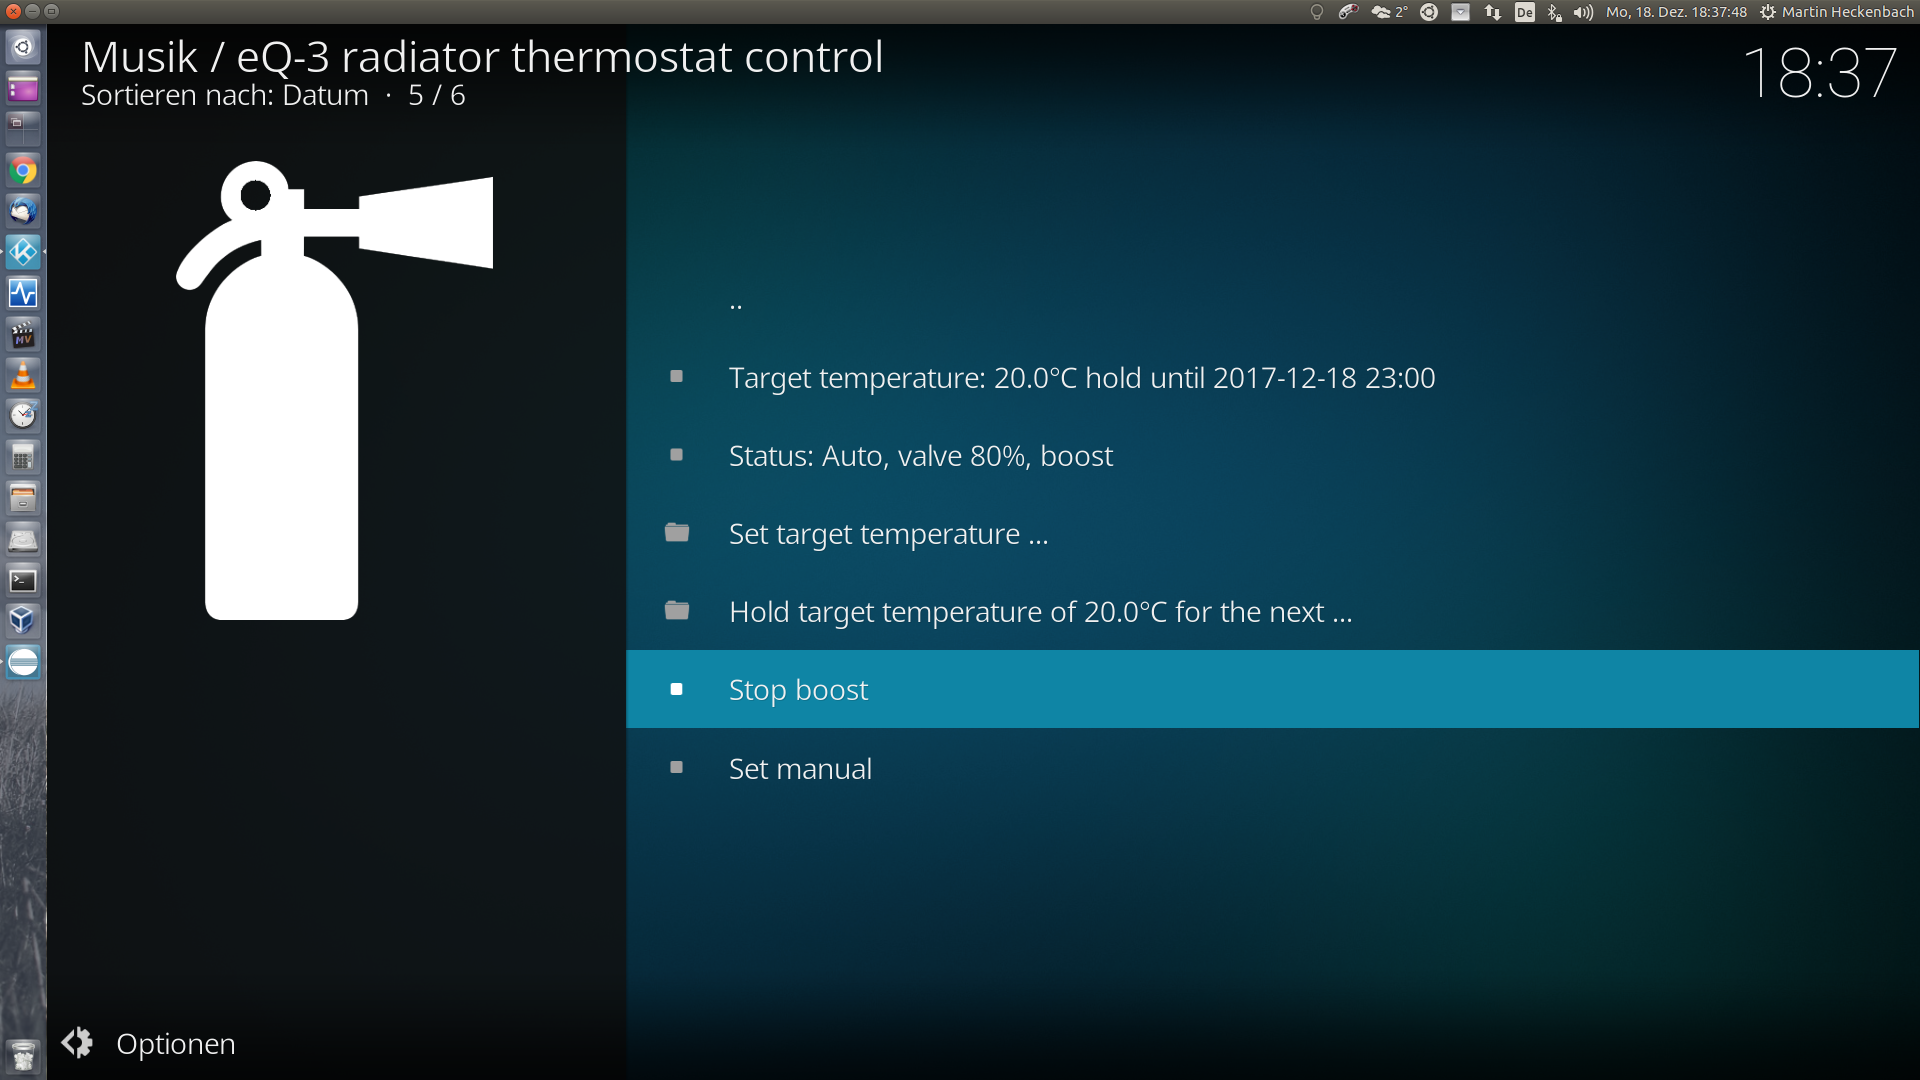 2°
De
Mo, 18. Dez. 18:37:48
Martin Heckenbach
Musik / eQ-3 radiator thermostat control
18:37
Sortieren nach: Datum · 5 / 6
..
Target temperature: 20.0°C hold until 2017-12-18 23:00
Status: Auto, valve 80%, boost
Set target temperature ...
Hold target temperature of 20.0°C for the next ...
Stop boost
Set manual
MV
Optionen